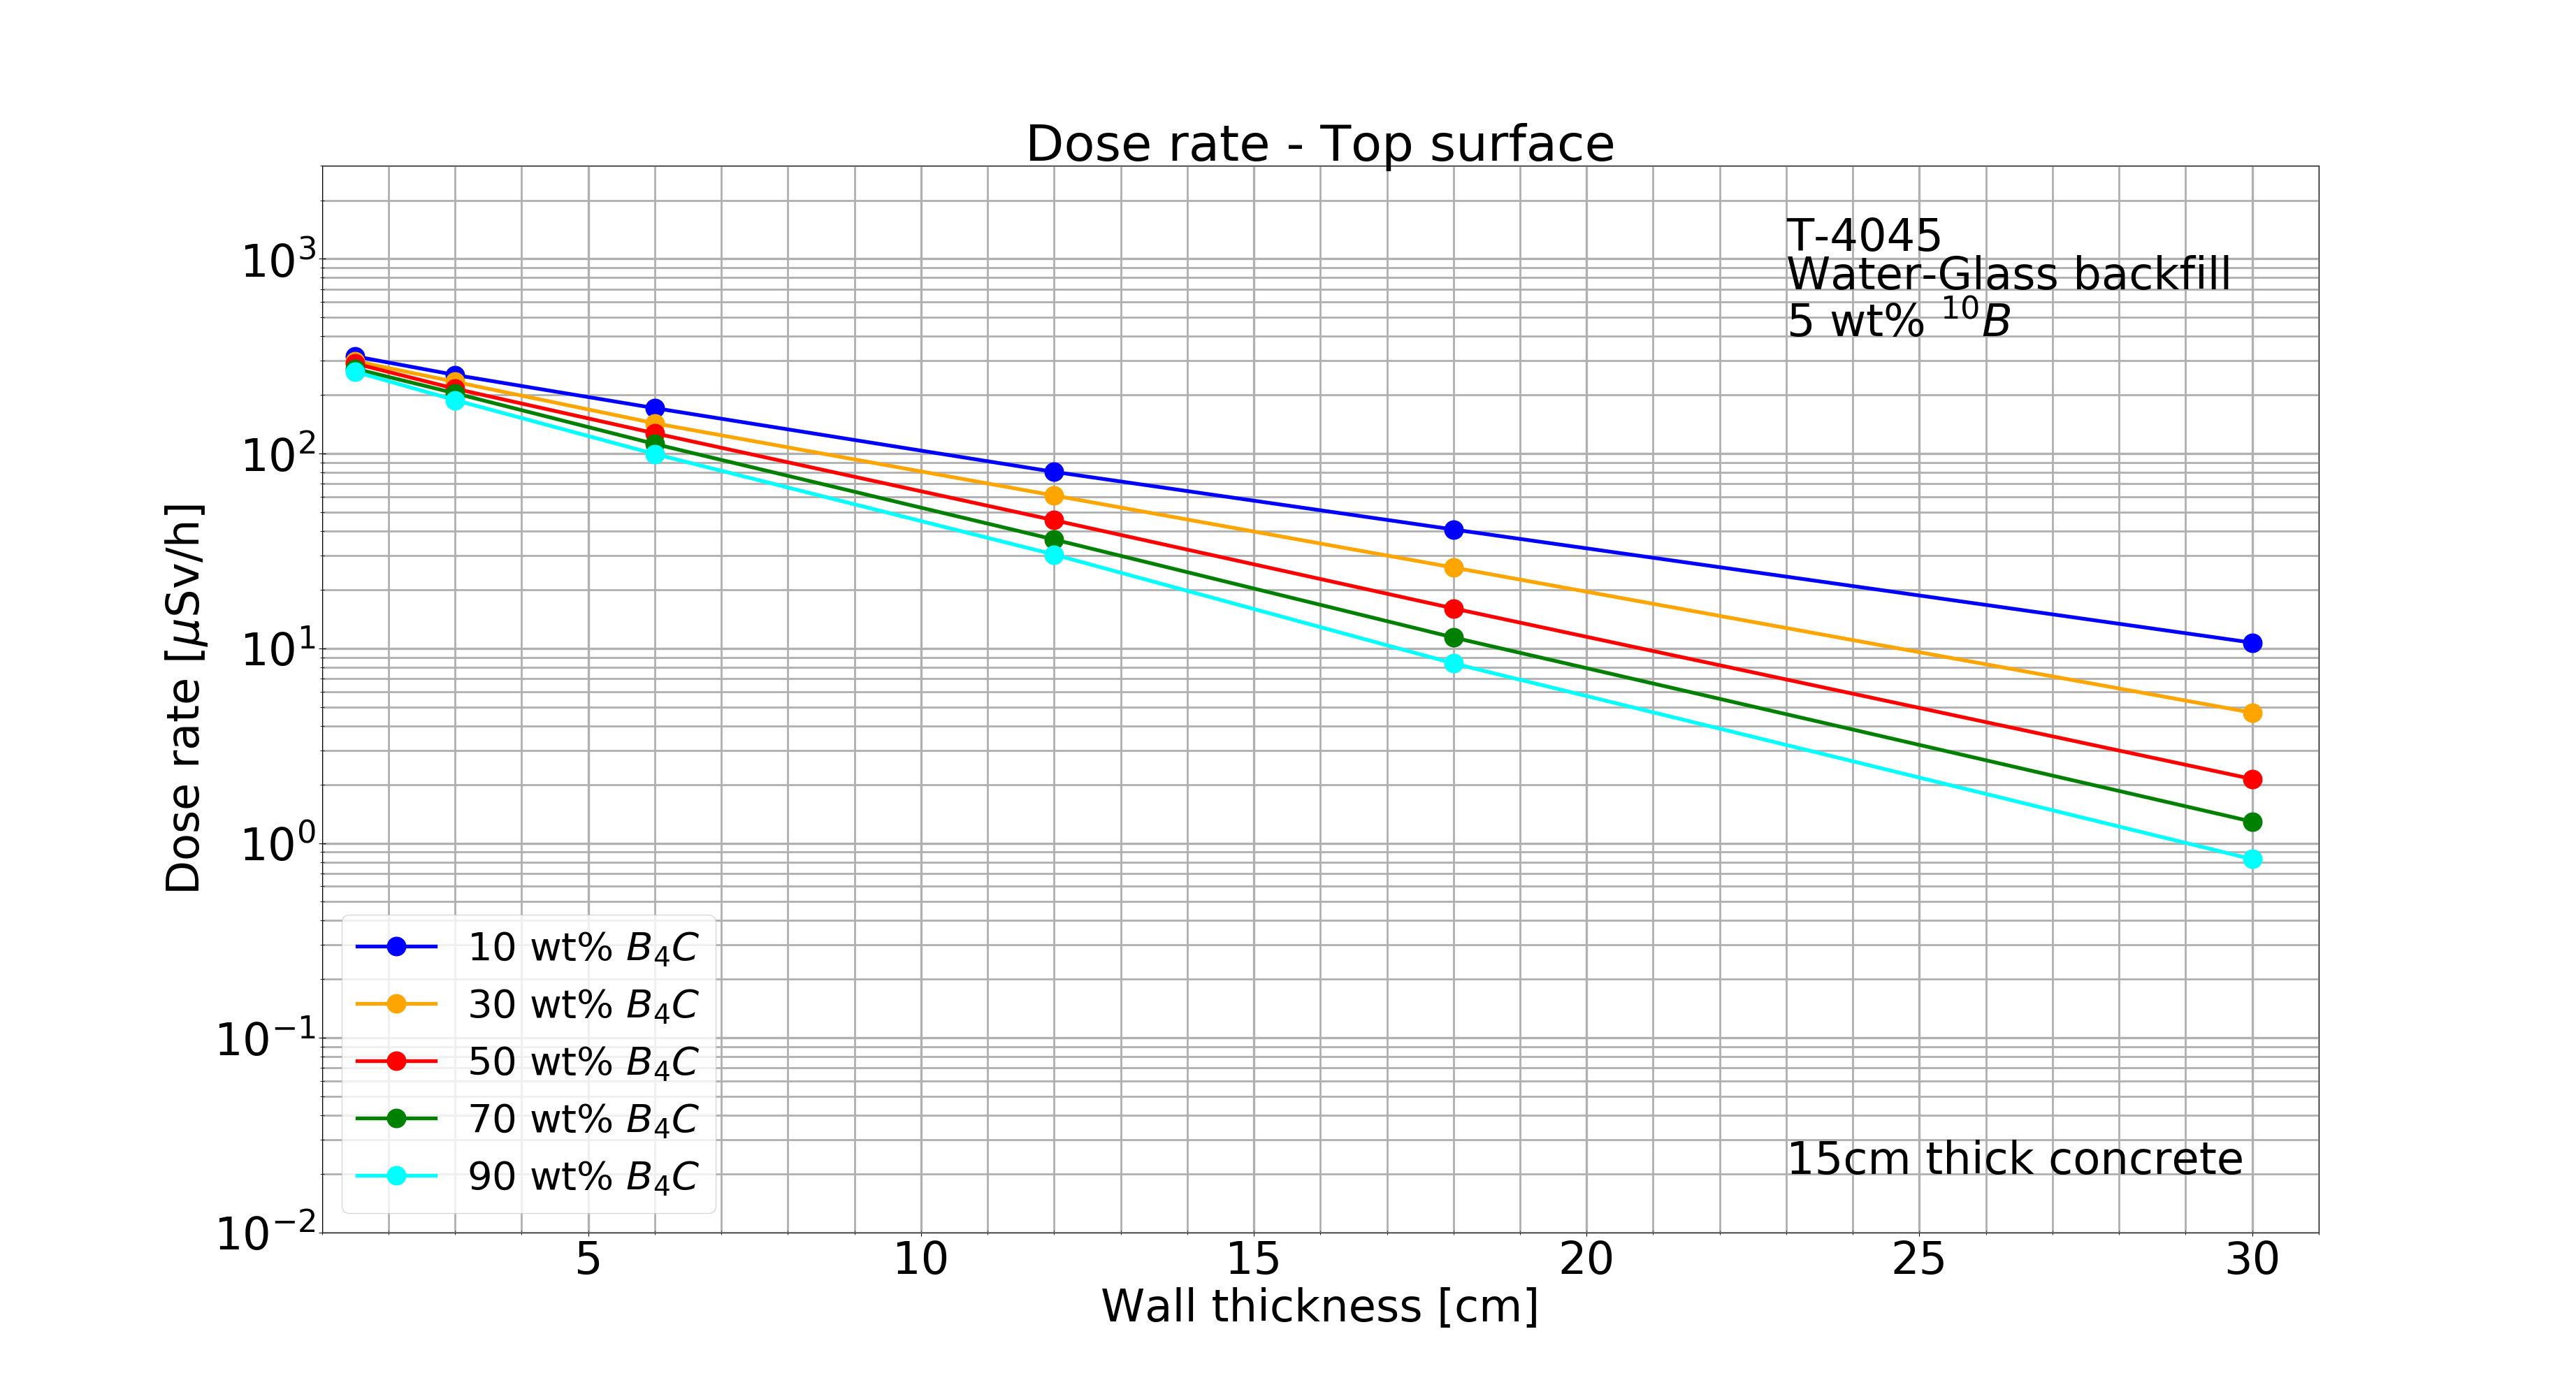 Dose rate - Top surface
T-4045
Water-Glass backfill
5 wt% ¹⁰B
10³
10²
10¹
10⁰
10⁻¹
10⁻²
Dose rate [μSv/h]
10 wt% B₄C
30 wt% B₄C
50 wt% B₄C
70 wt% B₄C
90 wt% B₄C
15cm thick concrete
5 10 15 20 25 30
Wall thickness [cm]